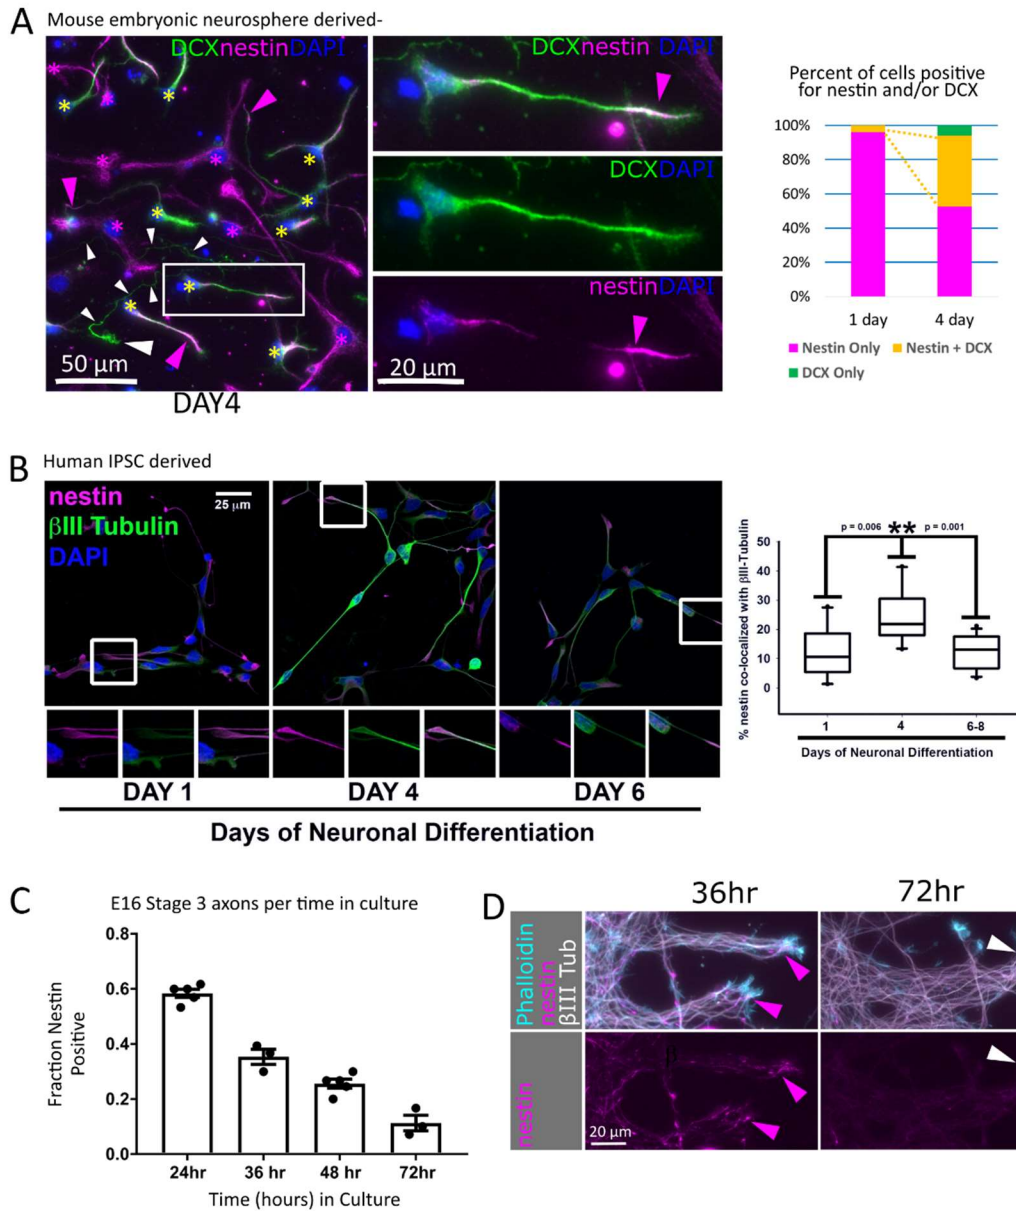 A
Mouse embryonic neurosphere derived-
DCXnestinDAPI
50 μm
DAY4
DCXnestin DAPI
DCXDAPI
nestinDAPI
20 μm
Percent of cells positive
for nestin and/or DCX
100%
80%
60%
40%
20%
0%
1 day
4 day
Nestin Only
Nestin + DCX
DCX Only
B
Human IPSC derived
nestin
βIII Tubulin
DAPI
25 μm
DAY 1
DAY 4
DAY 6
Days of Neuronal Differentiation
p = 0.006
**
p = 0.001
% nestin co-localized with βIII-Tubulin
50
40
30
20
10
0
1
4
6-8
Days of Neuronal Differentiation
C
E16 Stage 3 axons per time in culture
Fraction Nestin
Positive
0.8
0.6
0.4
0.2
0.0
24hr
36 hr
48 hr
72hr
Time (hours) in Culture
D
36hr
72hr
Phalloidin
nestin
βIII Tub
nestin
20 μm